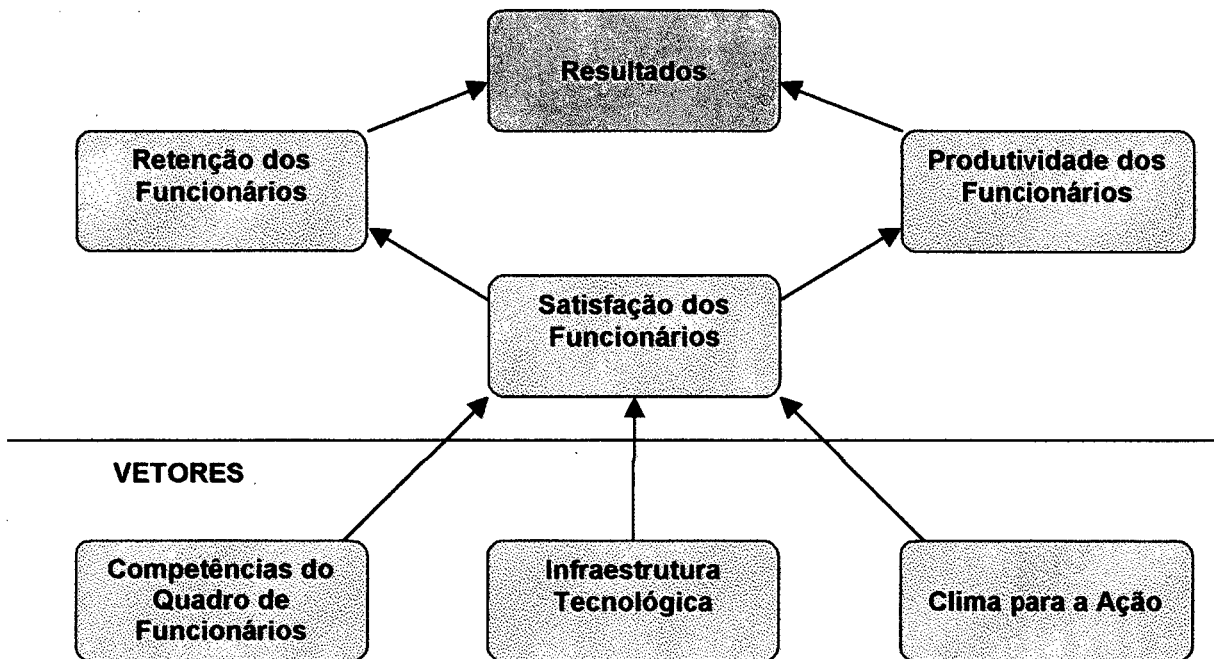 Resultados
Retenção dos
Funcionários
Produtividade dos
Funcionários
Satisfação dos
Funcionários
VETORES
Competências do
Quadro de
Funcionários
Infraestrutura
Tecnológica
Clima para a Ação